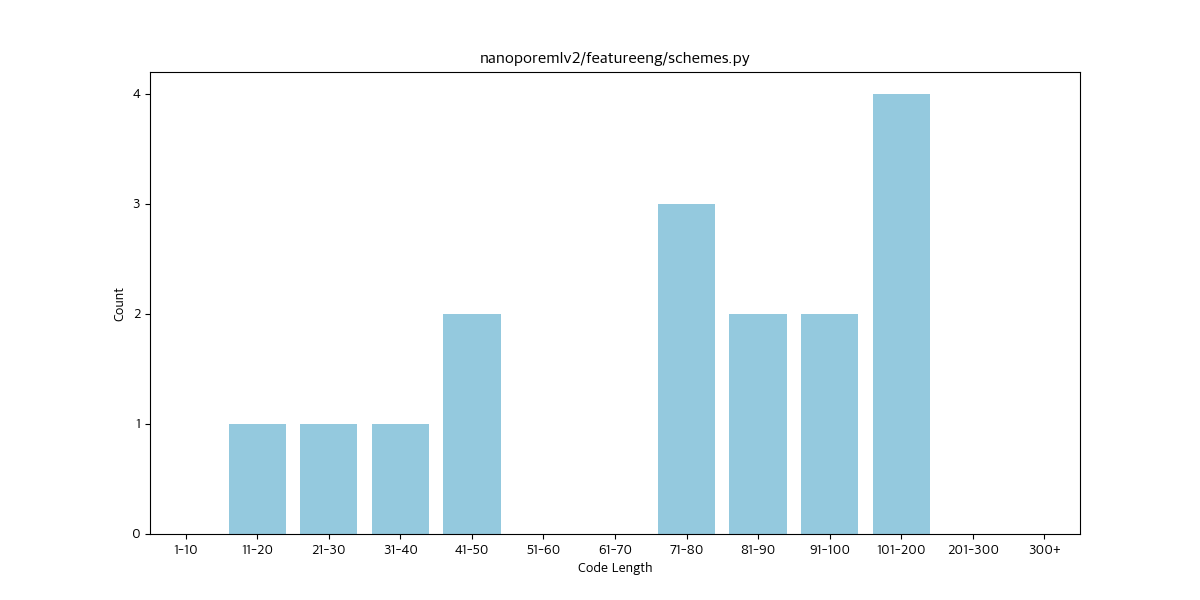 nanoporemlv2/featureeng/schemes.py
4
3
2
1
0
Count
1-10 11-20 21-30 31-40 41-50 51-60 61-70 71-80 81-90 91-100 101-200 201-300 300+
Code Length